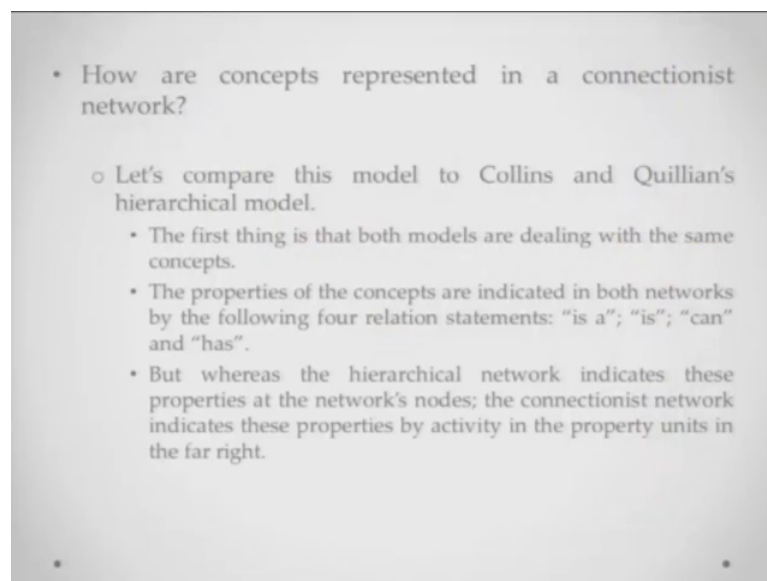 • How are concepts represented in a connectionist
network?
o Let's compare this model to Collins and Quillian's
hierarchical model.
• The first thing is that both models are dealing with the same
concepts.
• The properties of the concepts are indicated in both networks
by the following four relation statements: "is a"; "is"; "can"
and "has".
• But whereas the hierarchical network indicates these
properties at the network's nodes; the connectionist network
indicates these properties by activity in the property units in
the far right.